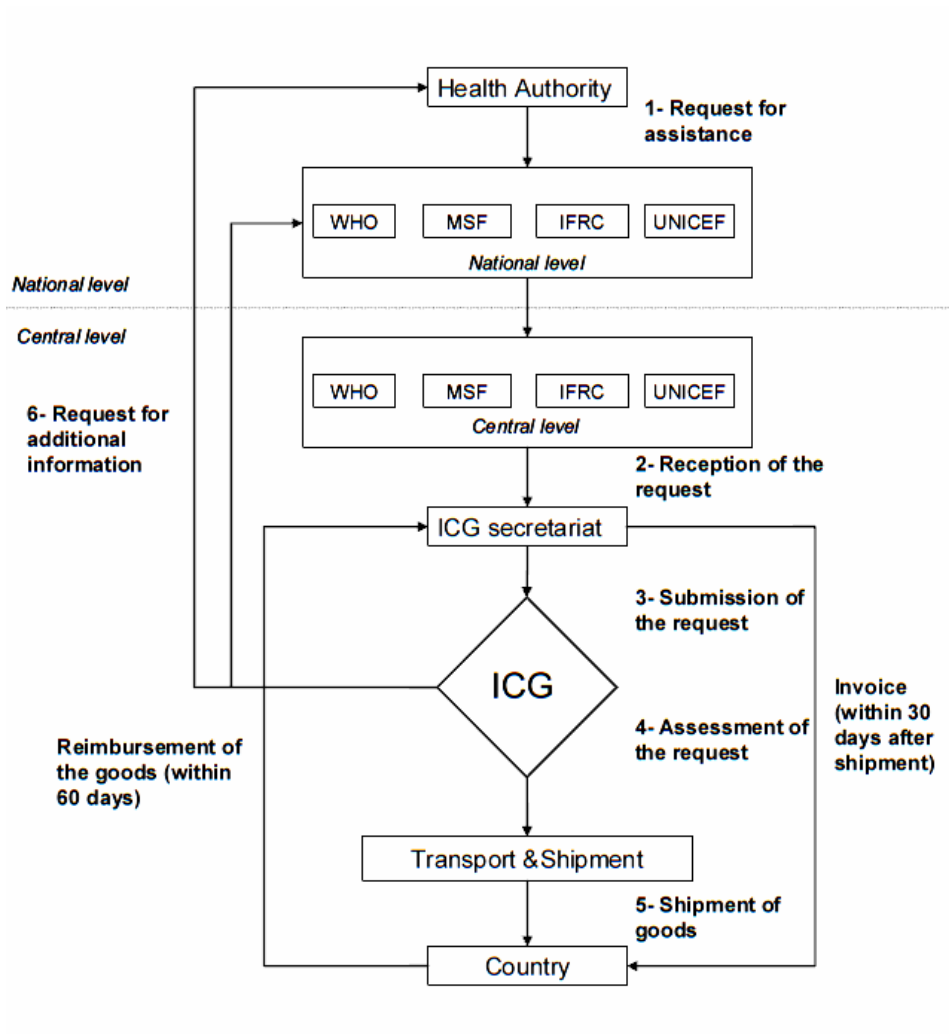 Health Authority
1- Request for
assistance
WHO MSF IFRC UNICEF
National level
National level
Central level
WHO MSF IFRC UNICEF
Central level
6- Request for
additional
information
2- Reception of the
request
ICG secretariat
3- Submission of
the request
ICG
Invoice
(within 30
days after
shipment)
4- Assessment of
the request
Reimbursement of
the goods (within
60 days)
Transport &Shipment
5- Shipment of
goods
Country